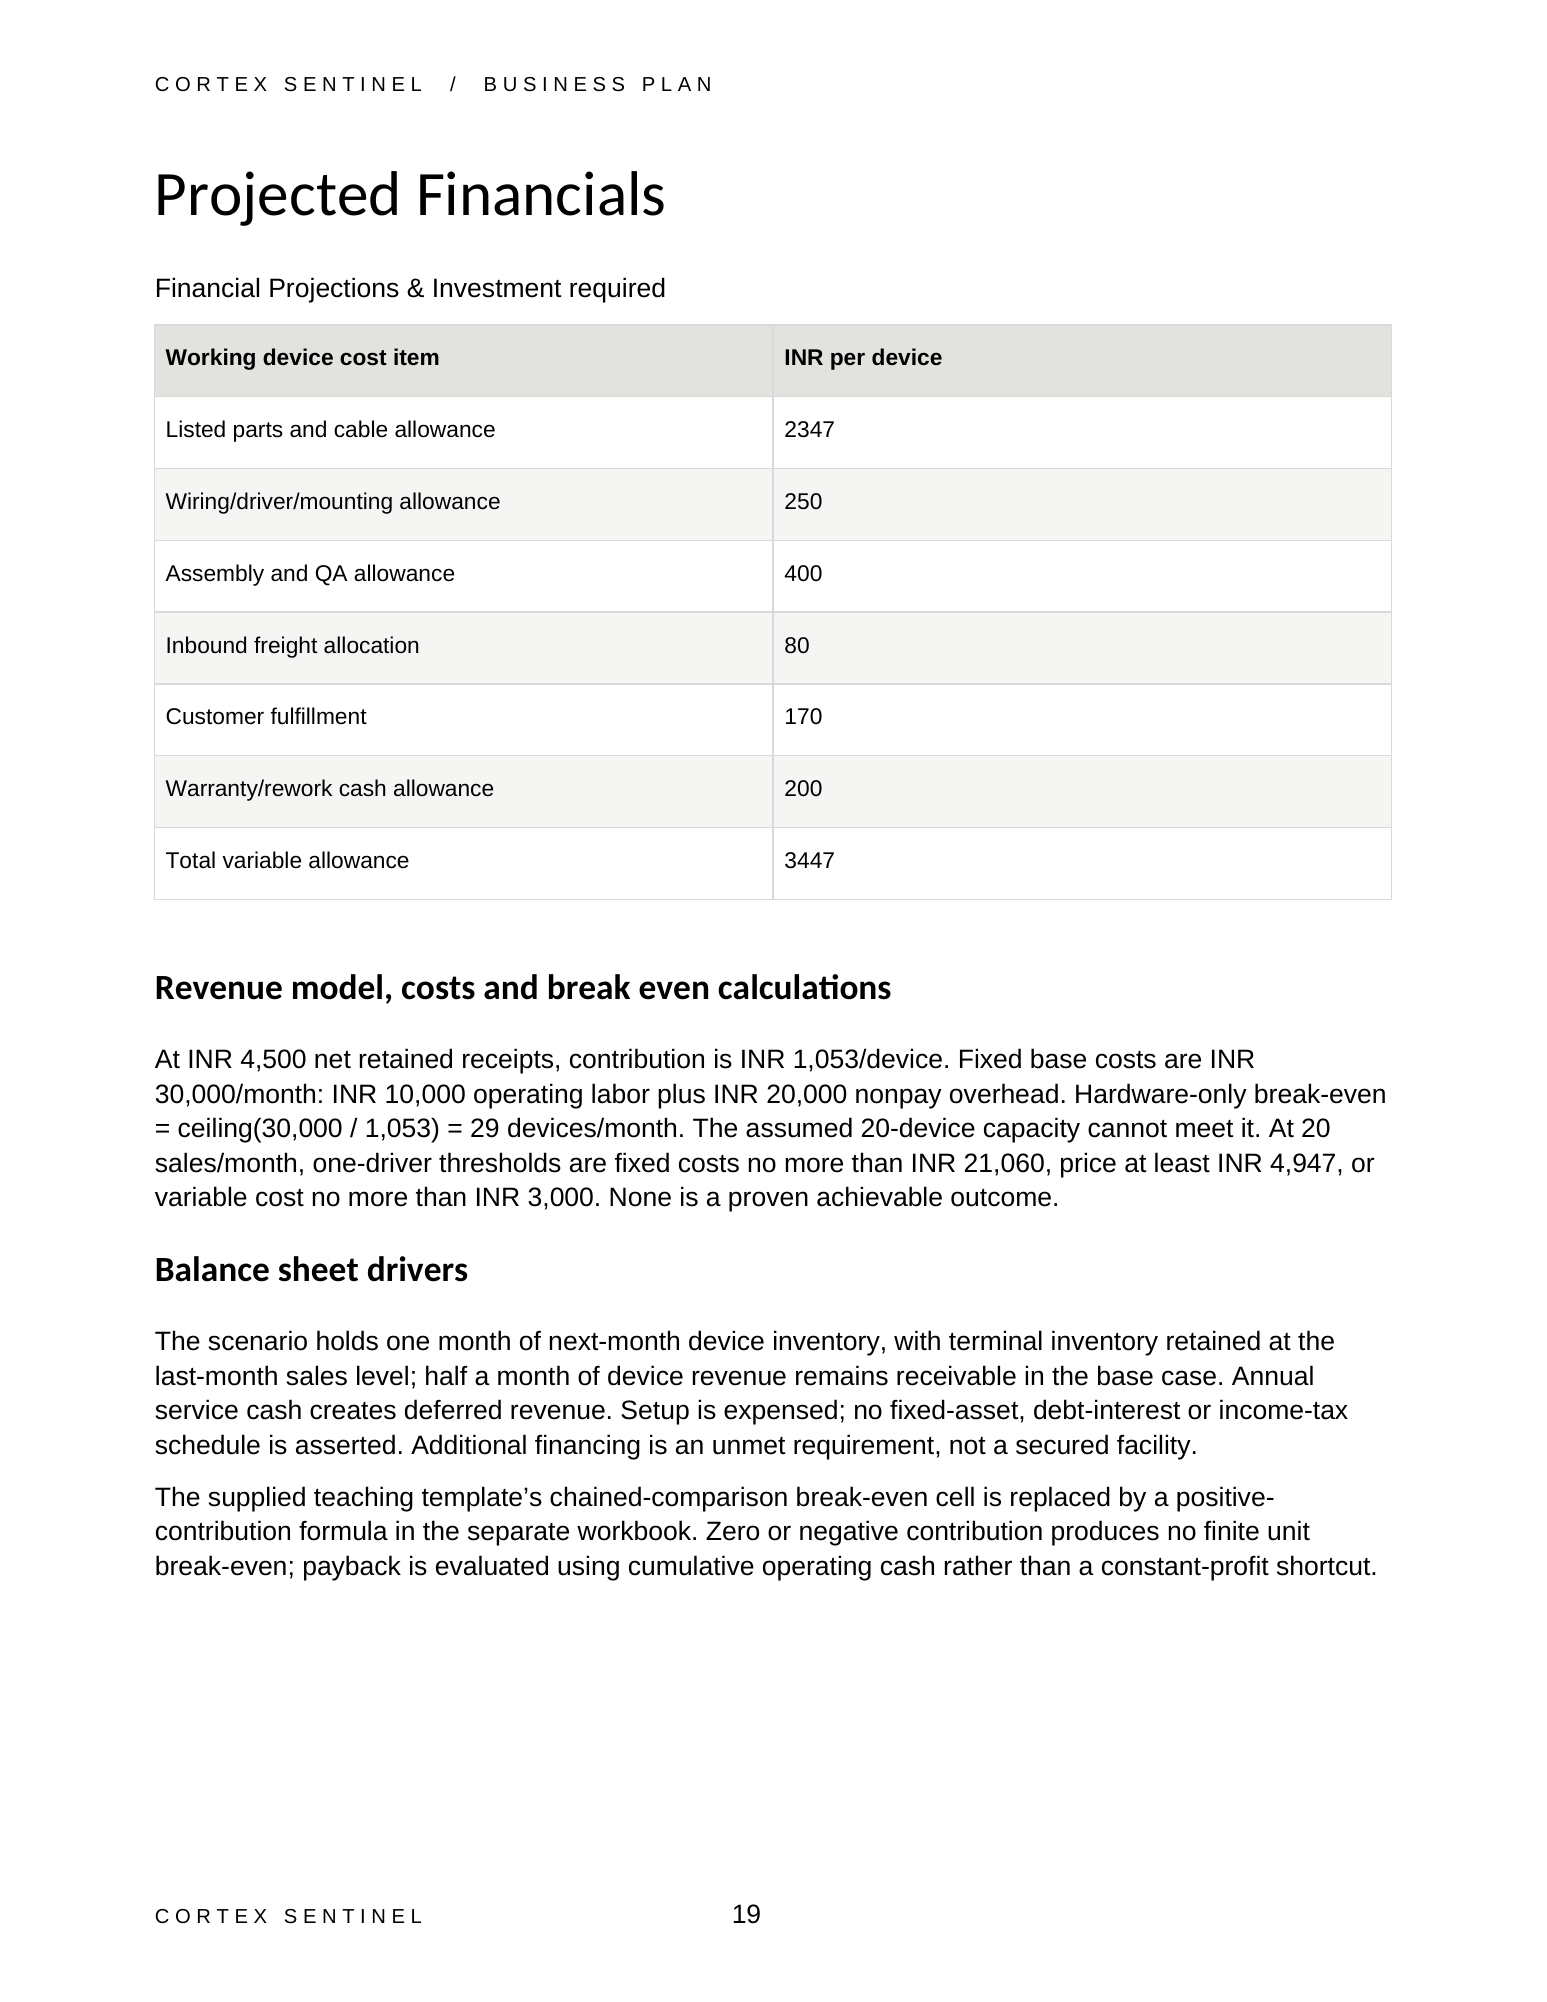 CORTEX SENTINEL / BUSINESS PLAN
Projected Financials
Financial Projections & Investment required
Working device cost item INR per device
Listed parts and cable allowance 2347
Wiring/driver/mounting allowance 250
Assembly and QA allowance 400
Inbound freight allocation 80
Customer fulfillment 170
Warranty/rework cash allowance 200
Total variable allowance 3447
Revenue model, costs and break even calculations
At INR 4,500 net retained receipts, contribution is INR 1,053/device. Fixed base costs are INR
30,000/month: INR 10,000 operating labor plus INR 20,000 nonpay overhead. Hardware-only break-even
= ceiling(30,000 / 1,053) = 29 devices/month. The assumed 20-device capacity cannot meet it. At 20
sales/month, one-driver thresholds are fixed costs no more than INR 21,060, price at least INR 4,947, or
variable cost no more than INR 3,000. None is a proven achievable outcome.
Balance sheet drivers
The scenario holds one month of next-month device inventory, with terminal inventory retained at the
last-month sales level; half a month of device revenue remains receivable in the base case. Annual
service cash creates deferred revenue. Setup is expensed; no fixed-asset, debt-interest or income-tax
schedule is asserted. Additional financing is an unmet requirement, not a secured facility.
The supplied teaching template’s chained-comparison break-even cell is replaced by a positive-
contribution formula in the separate workbook. Zero or negative contribution produces no finite unit
break-even; payback is evaluated using cumulative operating cash rather than a constant-profit shortcut.
CORTEX SENTINEL 19